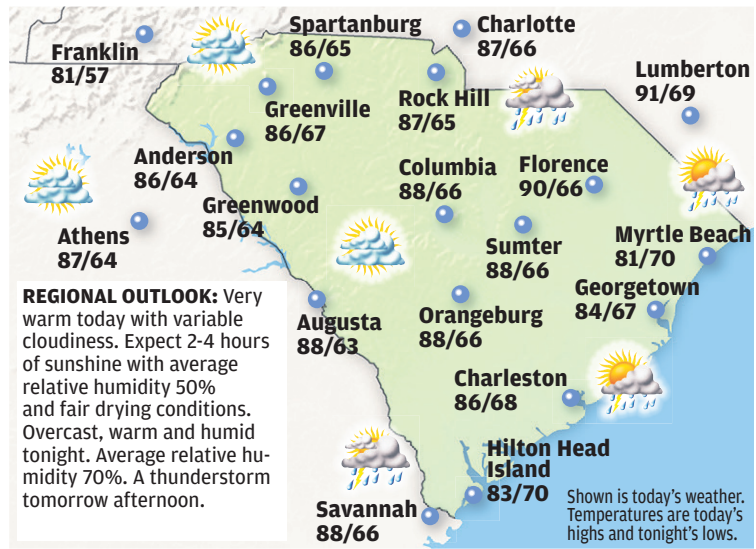 Spartanburg
86/65
Charlotte
87/66
Franklin
81/57
Lumberton
91/69
Greenville
86/67
Rock Hill
87/65
Anderson
86/64
Columbia
88/66
Florence
90/66
Greenwood
85/64
Athens
87/64
Sumter
88/66
Myrtle Beach
81/70
Georgetown
84/67
Augusta
88/63
Orangeburg
88/66
REGIONAL OUTLOOK: Very
warm today with variable
cloudiness. Expect 2-4 hours
of sunshine with average
relative humidity 50%
and fair drying conditions.
Overcast, warm and humid
tonight. Average relative hu-
midity 70%. A thunderstorm
tomorrow afternoon.
Charleston
86/68
Hilton Head
Island
83/70
Savannah
88/66
Shown is today's weather.
Temperatures are today's
highs and tonight's lows.